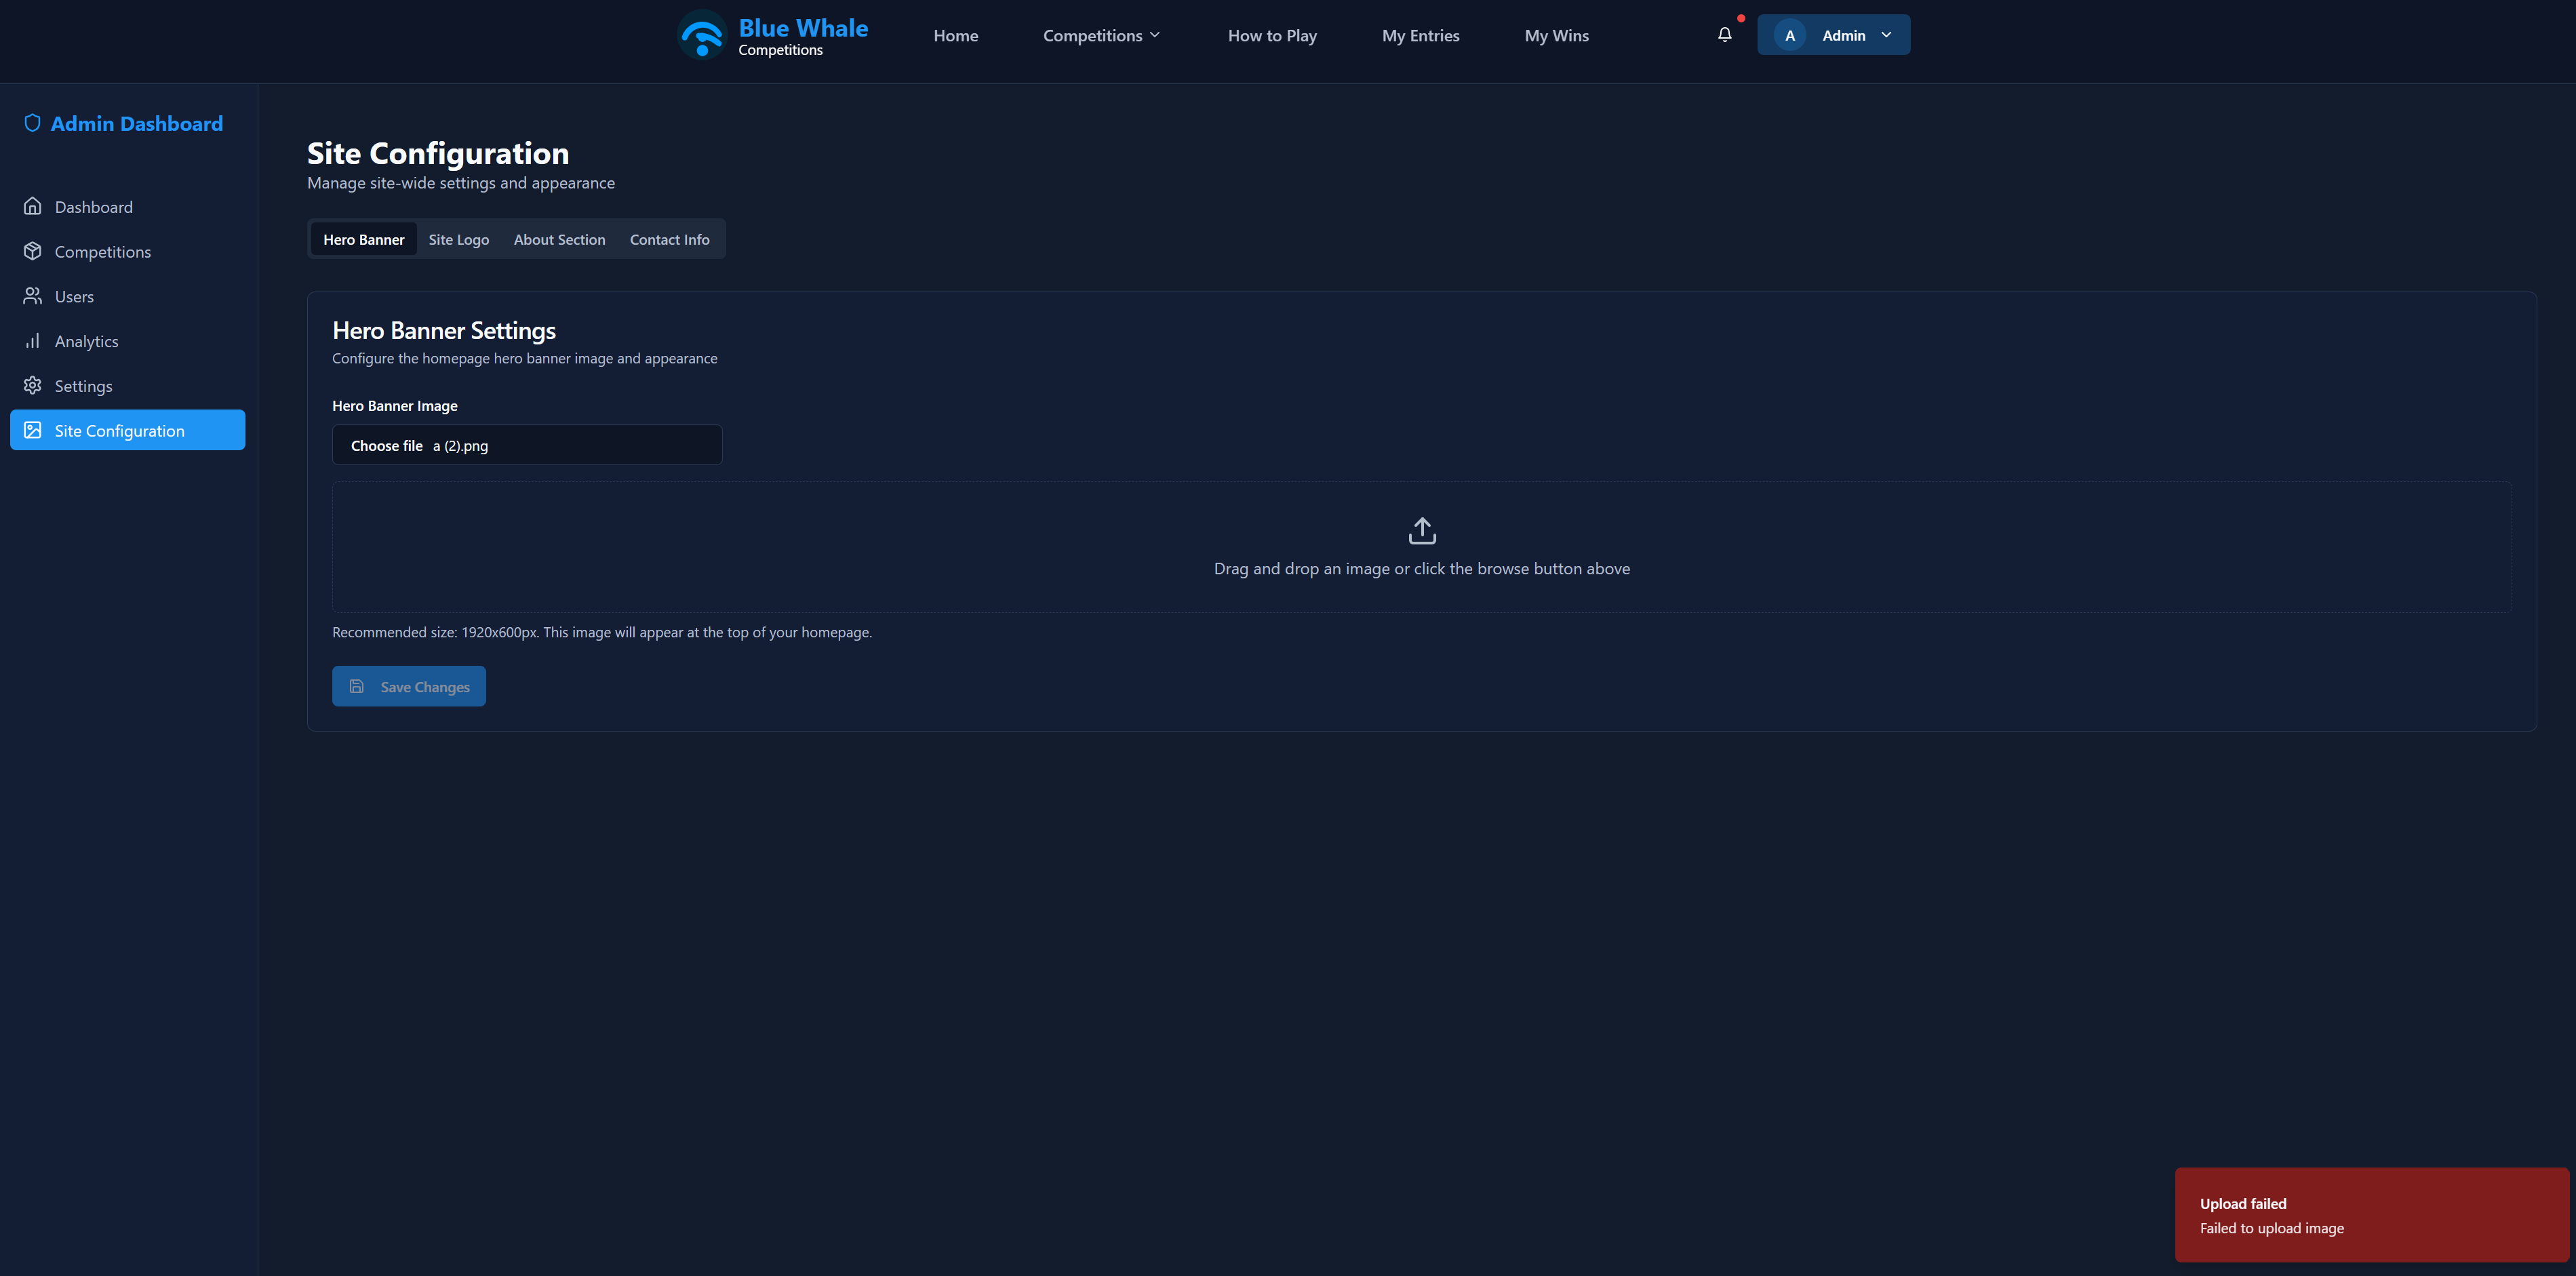 Blue Whale
Competitions
Home
Competitions
How to Play
My Entries
My Wins
A
Admin
Admin Dashboard
Dashboard
Competitions
Users
Analytics
Settings
Site Configuration
Site Configuration
Manage site-wide settings and appearance
Hero Banner
Site Logo
About Section
Contact Info
Hero Banner Settings
Configure the homepage hero banner image and appearance
Hero Banner Image
Choose file a (2).png
Drag and drop an image or click the browse button above
Recommended size: 1920x600px. This image will appear at the top of your homepage.
Save Changes
Upload failed
Failed to upload image